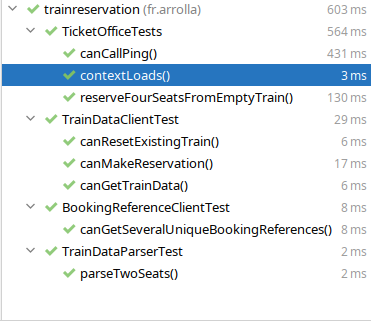 trainreservation (fr.arrolla) 603 ms
TicketOfficeTests 564 ms
canCallPing() 431 ms
contextLoads() 3 ms
reserveFourSeatsFromEmptyTrain() 130 ms
TrainDataClientTest 29 ms
canResetExistingTrain() 6 ms
canMakeReservation() 17 ms
canGetTrainData() 6 ms
BookingReferenceClientTest 8 ms
canGetSeveralUniqueBookingReferences() 8 ms
TrainDataParserTest 2 ms
parseTwoSeats() 2 ms